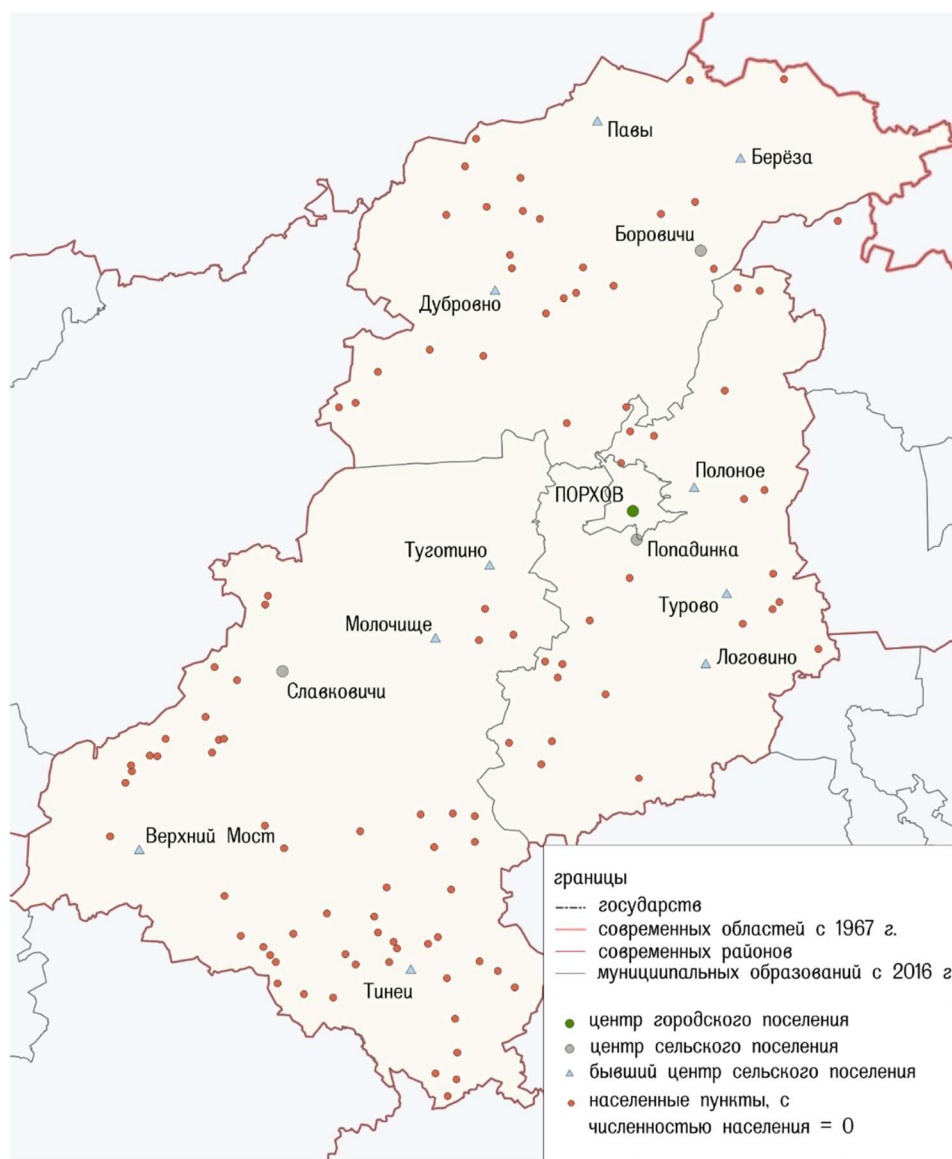 Павы
Берёза
Боровичи
Дубровно
Полоное
ПОРХОВ
Попадинка
Туготино
Турово
Молочище
Логовино
Славковичи
Верхний Мост
Тинеи
границы
государств
современных областей с 1967 г.
современных районов
муниципальных образований с 2016 г
центр городского поселения
центр сельского поселения
бывший центр сельского поселения
населенные пункты, с
численностью населения = 0